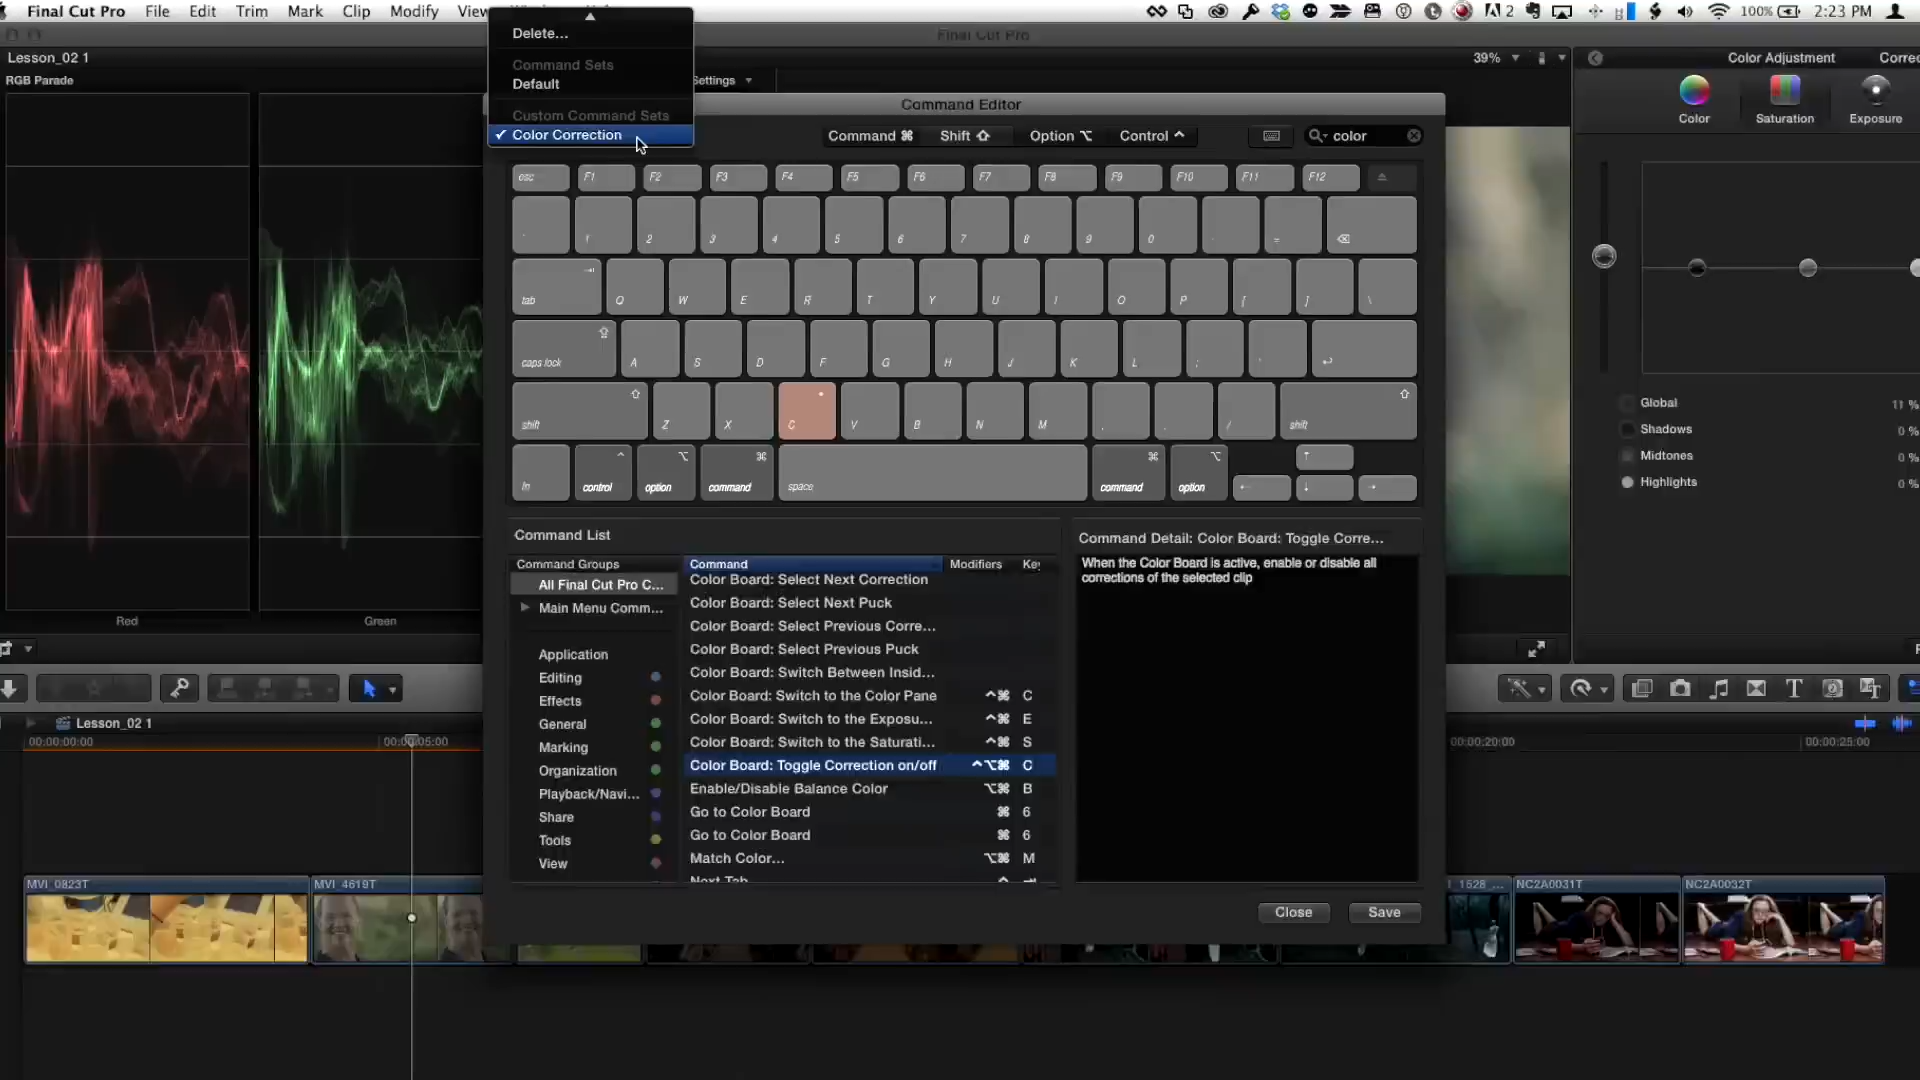 Final Cut Pro File Edit Trim Mark Clip Modify View
2 100% 2:23 PM
Final Cut Pro
Delete...
Command Sets
Default
Custom Command Sets
✓ Color Correction
Lesson_02 1
RGB Parade
Settings
39%
Color Adjustment
Color Saturation Exposure
Command Editor
Command ⌘ Shift ⇧ Option ⌥ Control ^
color
esc F1 F2 F3 F4 F5 F6 F7 F8 F9 F10 F11 F12
` 1 2 3 4 5 6 7 8 9 0 - = ⌫
tab Q W E R T Y U I O P [ ] \
caps lock A S D F G H J K L ; '
shift Z X C V B N M , . / shift
fn control option command space command option
Global 11 %
Shadows 0 %
Midtones 0 %
Highlights 0 %
Red Green
Command List
Command Groups Command Modifiers Key
All Final Cut Pro C...
Main Menu Comm...
Application
Editing
Effects
General
Marking
Organization
Playback/Navi...
Share
Tools
View
Color Board: Select Next Correction
Color Board: Select Next Puck
Color Board: Select Previous Corre...
Color Board: Select Previous Puck
Color Board: Switch Between Insid...
Color Board: Switch to the Color Pane ^⌘ C
Color Board: Switch to the Exposu... ^⌘ E
Color Board: Switch to the Saturati... ^⌘ S
Color Board: Toggle Correction on/off ^⌥⌘ C
Enable/Disable Balance Color ⌥⌘ B
Go to Color Board ⌘ 6
Go to Color Board ⌘ 6
Match Color... ⌥⌘ M
Next Tab
Command Detail: Color Board: Toggle Corre...
When the Color Board is active, enable or disable all
corrections of the selected clip
Close Save
Lesson_02 1
00:00:00:00 00:00:05:00 00:00:20:00 00:00:25:00
MVI_0823T MVI_4619T NC2A0031T NC2A0032T